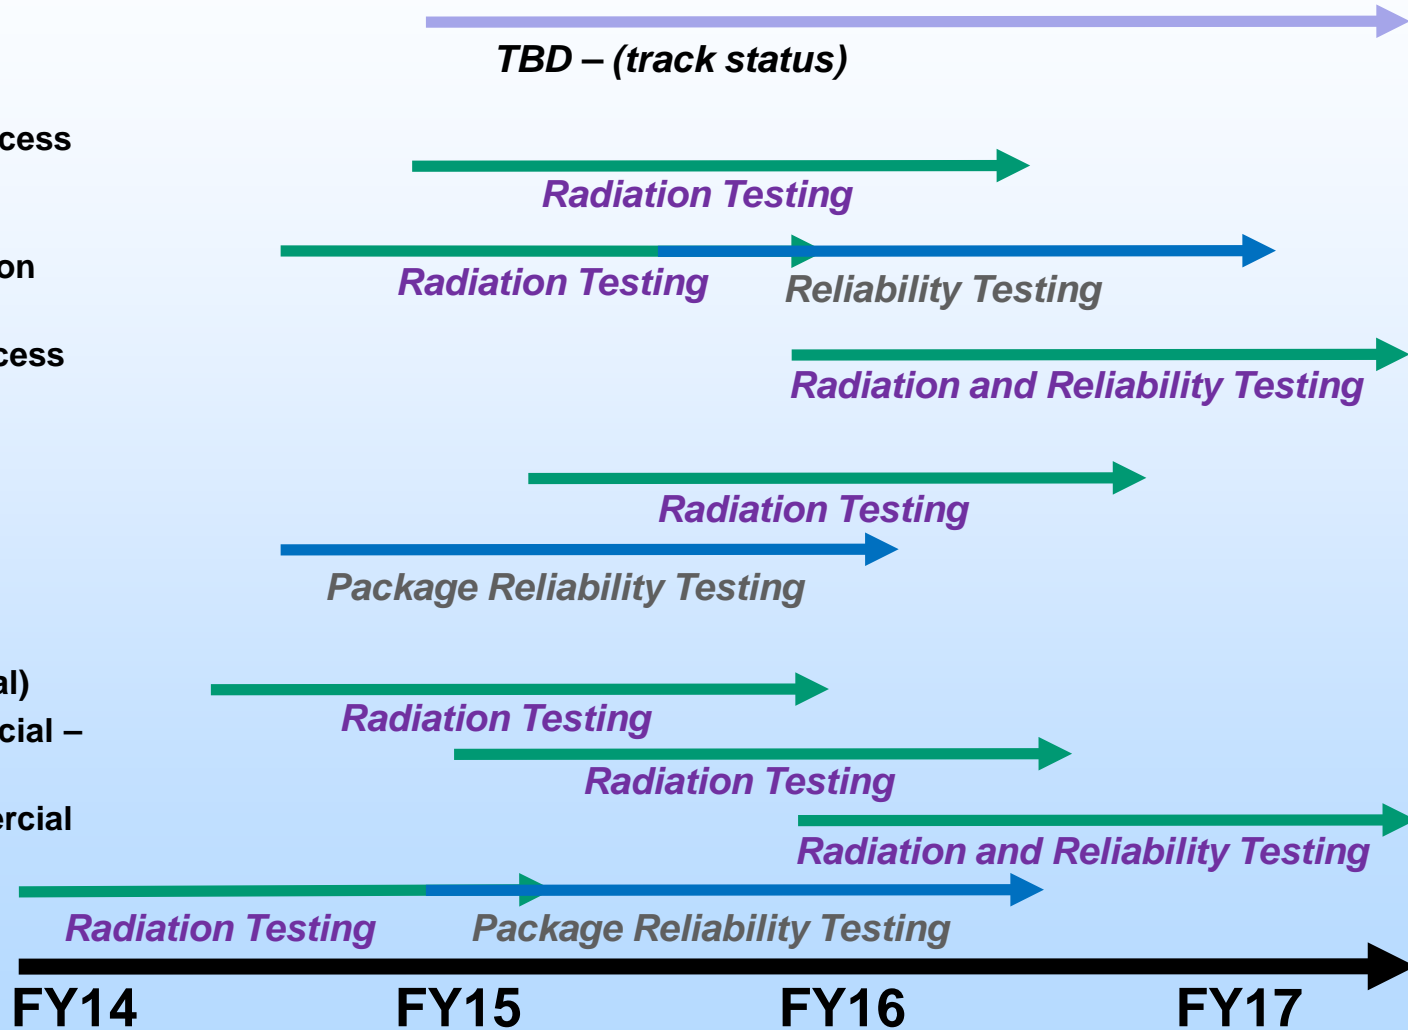 TBD – (track status)
cess
Radiation Testing
on
Radiation Testing
Reliability Testing
cess
Radiation and Reliability Testing
Radiation Testing
Package Reliability Testing
al)
Radiation Testing
cial –
Radiation Testing
ercial
Radiation and Reliability Testing
Radiation Testing
Package Reliability Testing
FY14 FY15 FY16 FY17